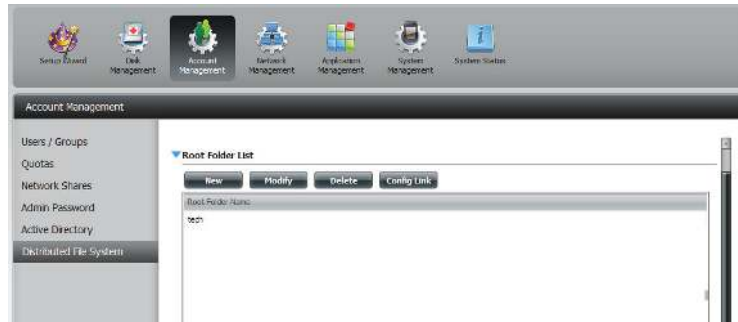 Setup Wizard
Disk Management
Account Management
Network Management
Application Management
System Management
System Status
Account Management
Users / Groups
Quotas
Network Shares
Admin Password
Active Directory
Distributed File System
Root Folder List
New Modify Delete Config Link
Root Folder Name
tech